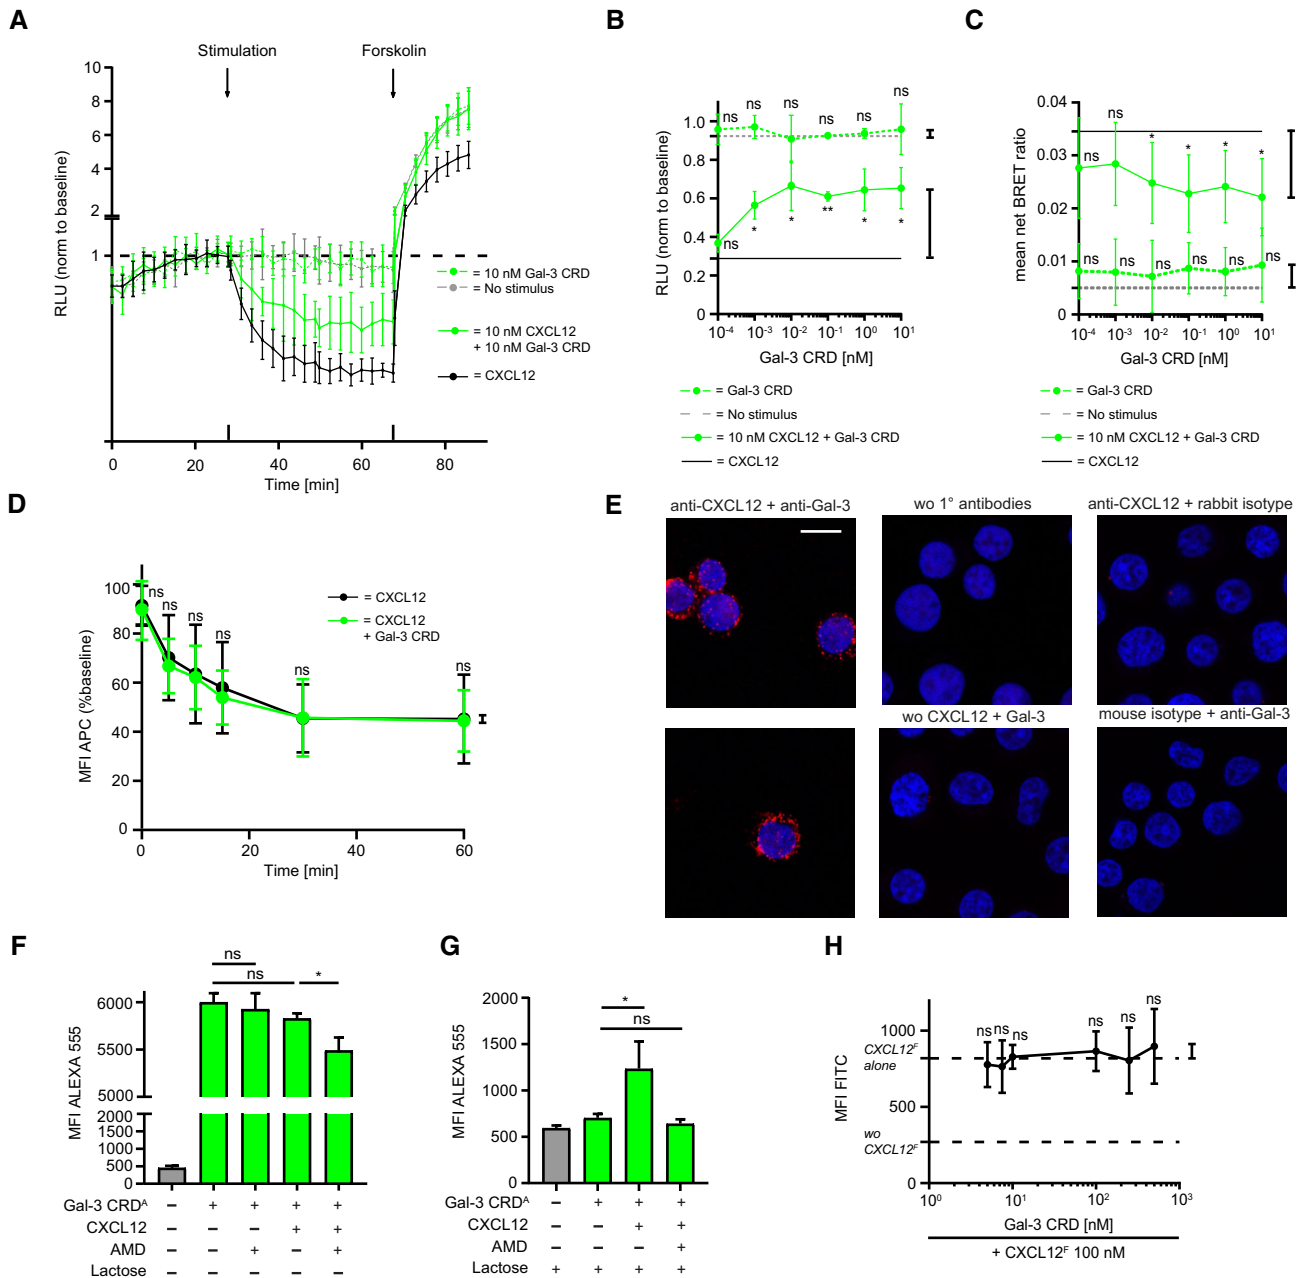 A
Stimulation
Forskolin
10
8
6
4
2
1
RLU (norm to baseline)
= 10 nM Gal-3 CRD
= No stimulus
= 10 nM CXCL12
+ 10 nM Gal-3 CRD
= CXCL12
0 20 40 60 80
Time [min]
B
ns ns ns ns ns ns
1.0
0.8
0.6
0.4
0.2
0
RLU (norm to baseline)
ns * * ** * *
10⁻⁴ 10⁻³ 10⁻² 10⁻¹ 10⁰ 10¹
Gal-3 CRD [nM]
= Gal-3 CRD
= No stimulus
= 10 nM CXCL12 + Gal-3 CRD
= CXCL12
C
0.04
0.03
0.02
0.01
0
mean net BRET ratio
ns ns * * * *
ns ns ns ns ns ns
10⁻⁴ 10⁻³ 10⁻² 10⁻¹ 10⁰ 10¹
Gal-3 CRD [nM]
= Gal-3 CRD
= No stimulus
= 10 nM CXCL12 + Gal-3 CRD
= CXCL12
D
100
80
60
40
20
0
MFI APC (%baseline)
ns ns ns ns ns ns
= CXCL12
= CXCL12
+ Gal-3 CRD
0 20 40 60
Time [min]
E
anti-CXCL12 + anti-Gal-3
wo 1° antibodies
anti-CXCL12 + rabbit isotype
wo CXCL12 + Gal-3
mouse isotype + anti-Gal-3
F
ns
ns *
6000
5500
5000
2000
1500
1000
500
0
MFI ALEXA 555
Gal-3 CRDᴬ – + + + +
CXCL12 – – – + +
AMD – – + – +
Lactose – – – – –
G
*
ns
2000
1500
1000
500
0
MFI ALEXA 555
Gal-3 CRDᴬ – + + +
CXCL12 – – + +
AMD – – – +
Lactose + + + +
H
ns ns ns ns ns ns
1000
CXCL12ᶠ
alone
500
wo
CXCL12ᶠ
0
MFI FITC
10⁰ 10¹ 10² 10³
Gal-3 CRD [nM]
+ CXCL12ᶠ 100 nM